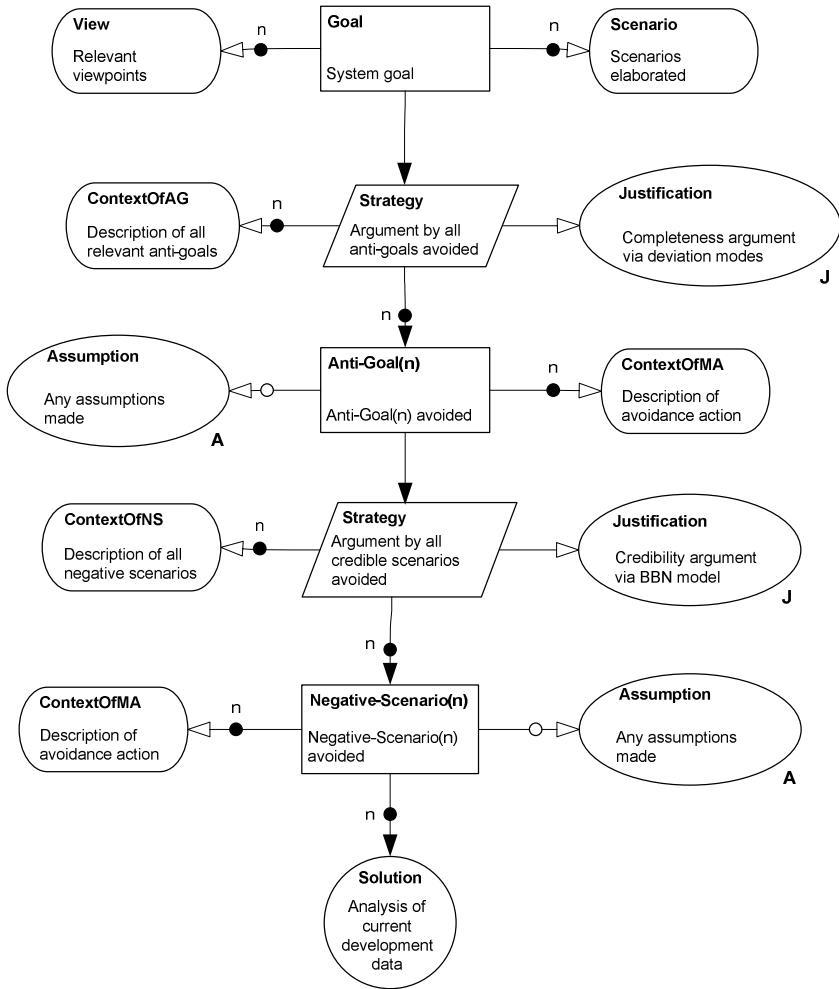 View
Relevant
viewpoints
n
Goal
System goal
n
Scenario
Scenarios
elaborated
ContextOfAG
Description of all
relevant anti-goals
n
Strategy
Argument by all
anti-goals avoided
Justification
Completeness argument
via deviation modes
J
n
Assumption
Any assumptions
made
A
Anti-Goal(n)
Anti-Goal(n) avoided
n
ContextOfMA
Description of
avoidance action
ContextOfNS
Description of all
negative scenarios
n
Strategy
Argument by all
credible scenarios
avoided
Justification
Credibility argument
via BBN model
J
n
ContextOfMA
Description of
avoidance action
n
Negative-Scenario(n)
Negative-Scenario(n)
avoided
Assumption
Any assumptions
made
A
n
Solution
Analysis of
current
development
data